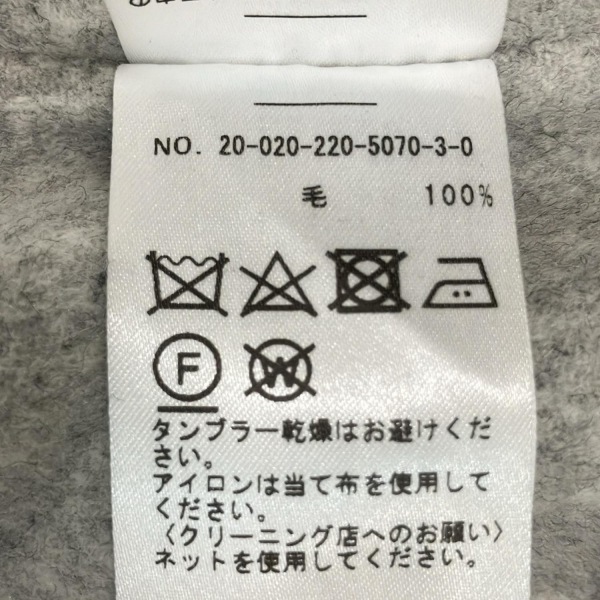 NO. 20-020-220-5070-3-0
毛 100%
F
W
タンブラー乾燥はお避けくだ
さい。
アイロンは当て布を使用して
ください。
〈クリーニング店へのお願い〉
ネットを使用してください。